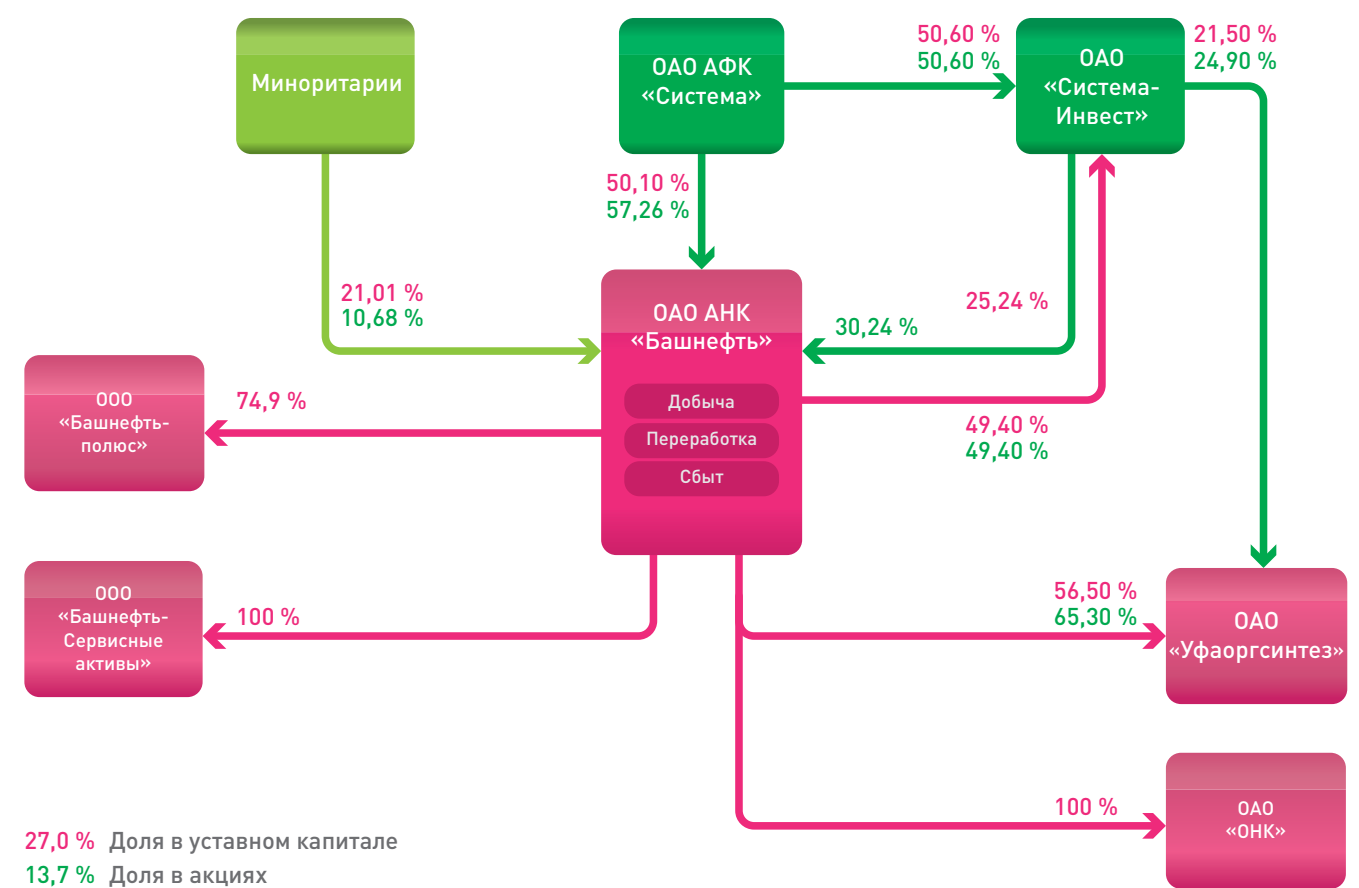 Миноритарии
ОАО АФК
«Система»
50,60 %
50,60 %
ОАО
«Система-
Инвест»
21,50 %
24,90 %
50,10 %
57,26 %
21,01 %
10,68 %
ОАО АНК
«Башнефть»
Добыча
Переработка
Сбыт
25,24 %
30,24 %
49,40 %
49,40 %
ООО
«Башнефть-
полюс»
74,9 %
ООО
«Башнефть-
Сервисные
активы»
100 %
56,50 %
65,30 %
ОАО
«Уфаоргсинтез»
100 %
ОАО
«ОНК»
27,0 % Доля в уставном капитале
13,7 % Доля в акциях